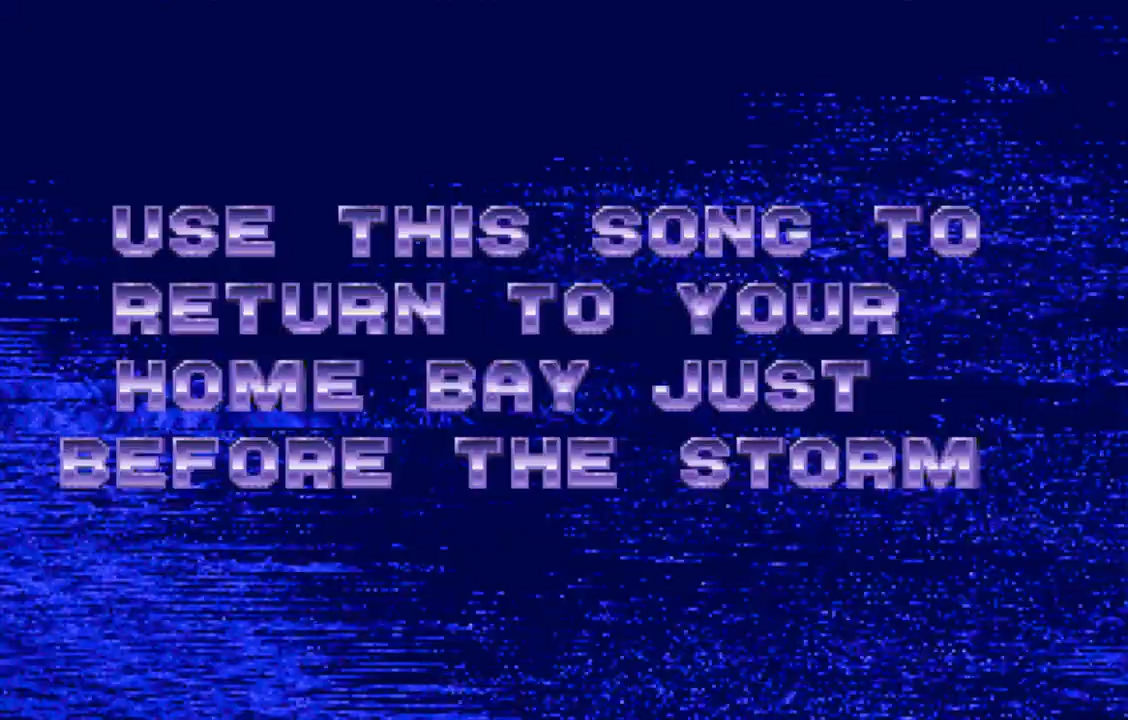 USE THIS SONG TO
RETURN TO YOUR
HOME BAY JUST
BEFORE THE STORM